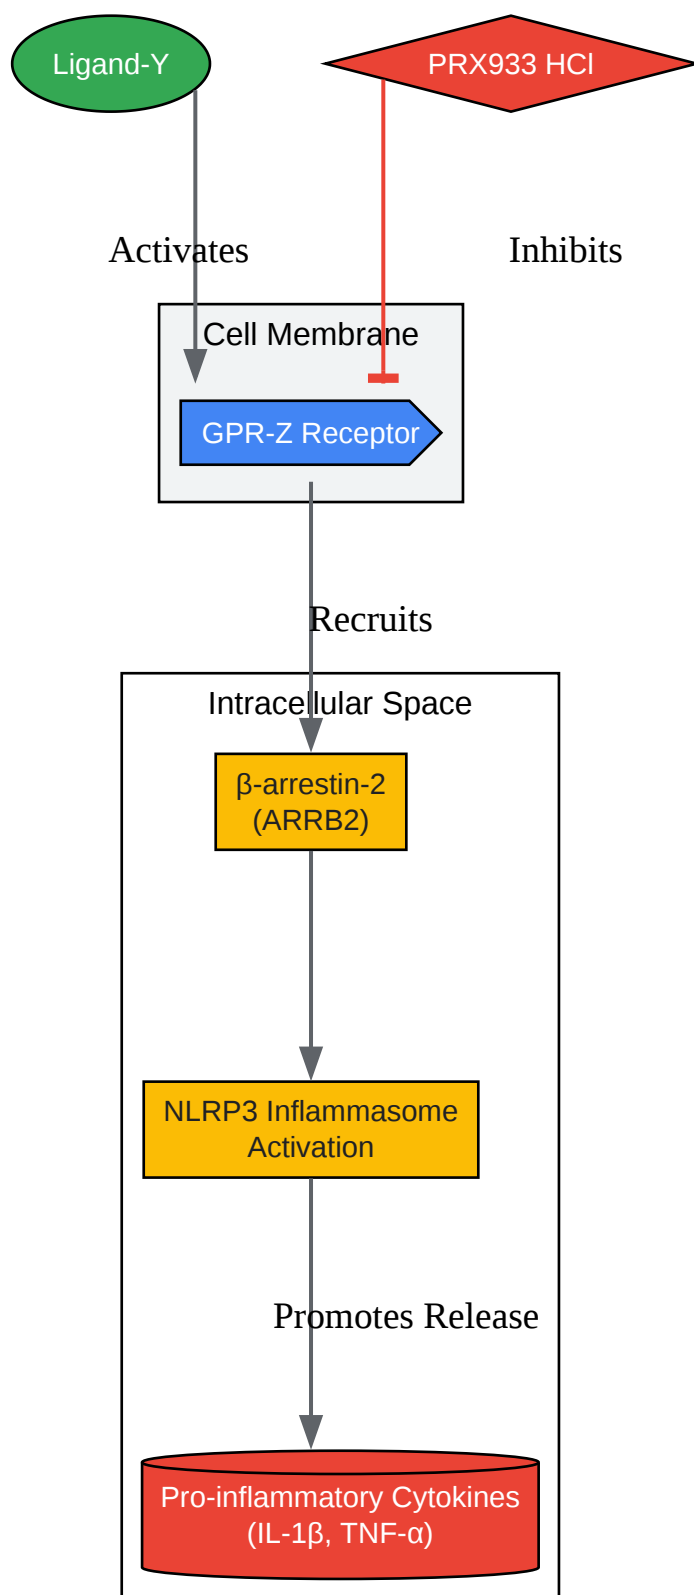 Ligand-Y
PRX933 HCl
Activates
Inhibits
Cell Membrane
GPR-Z Receptor
Recruits
Intracellular Space
β-arrestin-2
(ARRB2)
NLRP3 Inflammasome
Activation
Promotes Release
Pro-inflammatory Cytokines
(IL-1β, TNF-α)